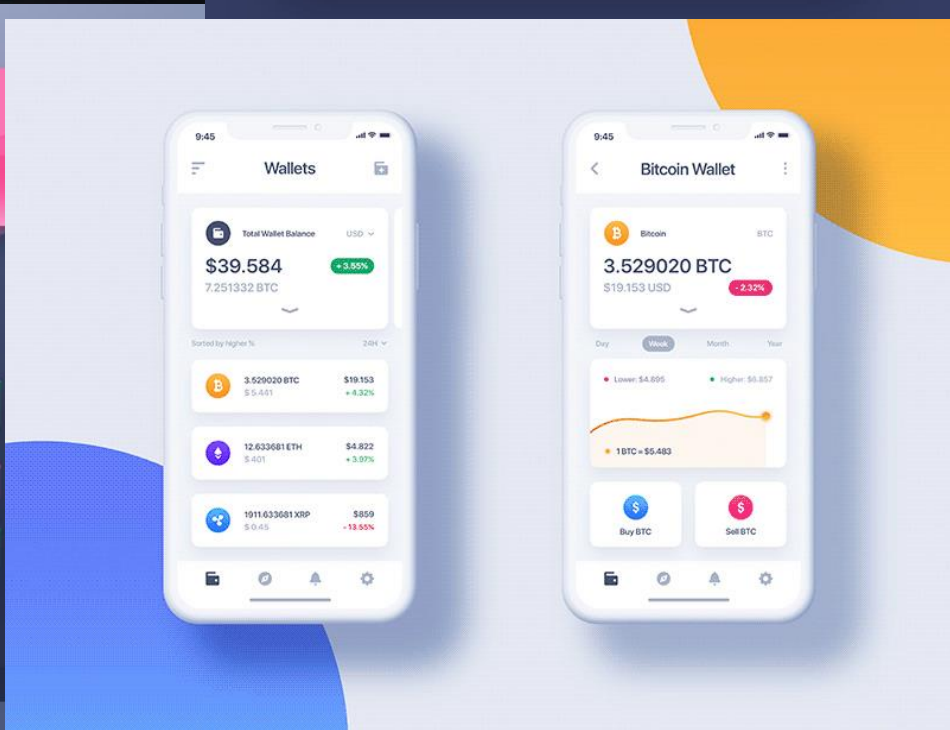 9:45
Wallets
Total Wallet Balance USD
$39.584 + 3.55%
7.251332 BTC
Sorted by higher % 24H
3.529020 BTC $19.153
$ 5.441 + 4.32%
12.633681 ETH $4.822
$ 401 + 3.97%
1911.633681 XRP $859
$ 0.45 - 13.55%
9:45
Bitcoin Wallet
Bitcoin BTC
3.529020 BTC
$19.153 USD - 2.32%
Day Week Month Year
Lower: $4.895 Higher: $6.857
1 BTC = $5.483
Buy BTC Sell BTC